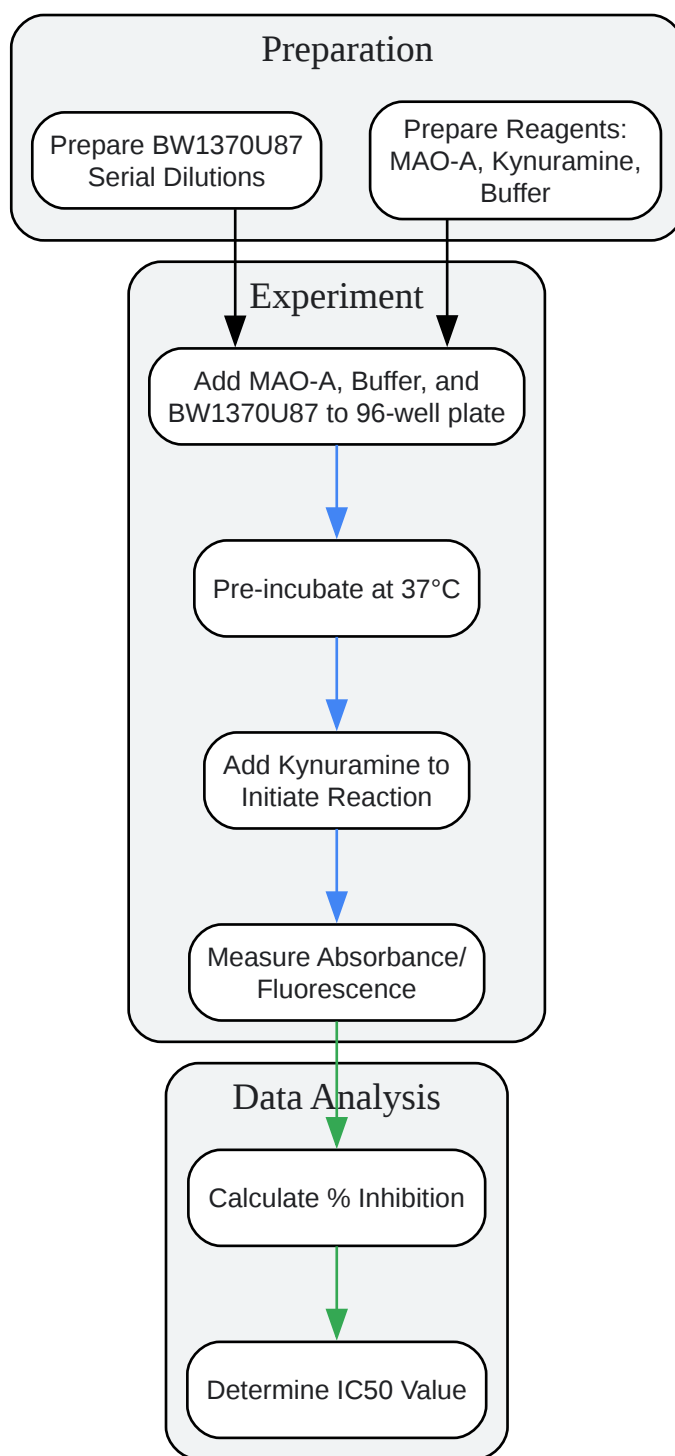 Preparation
Prepare BW1370U87
Serial Dilutions
Prepare Reagents:
MAO-A, Kynuramine,
Buffer
Experiment
Add MAO-A, Buffer, and
BW1370U87 to 96-well plate
Pre-incubate at 37°C
Add Kynuramine to
Initiate Reaction
Measure Absorbance/
Fluorescence
Data Analysis
Calculate % Inhibition
Determine IC50 Value